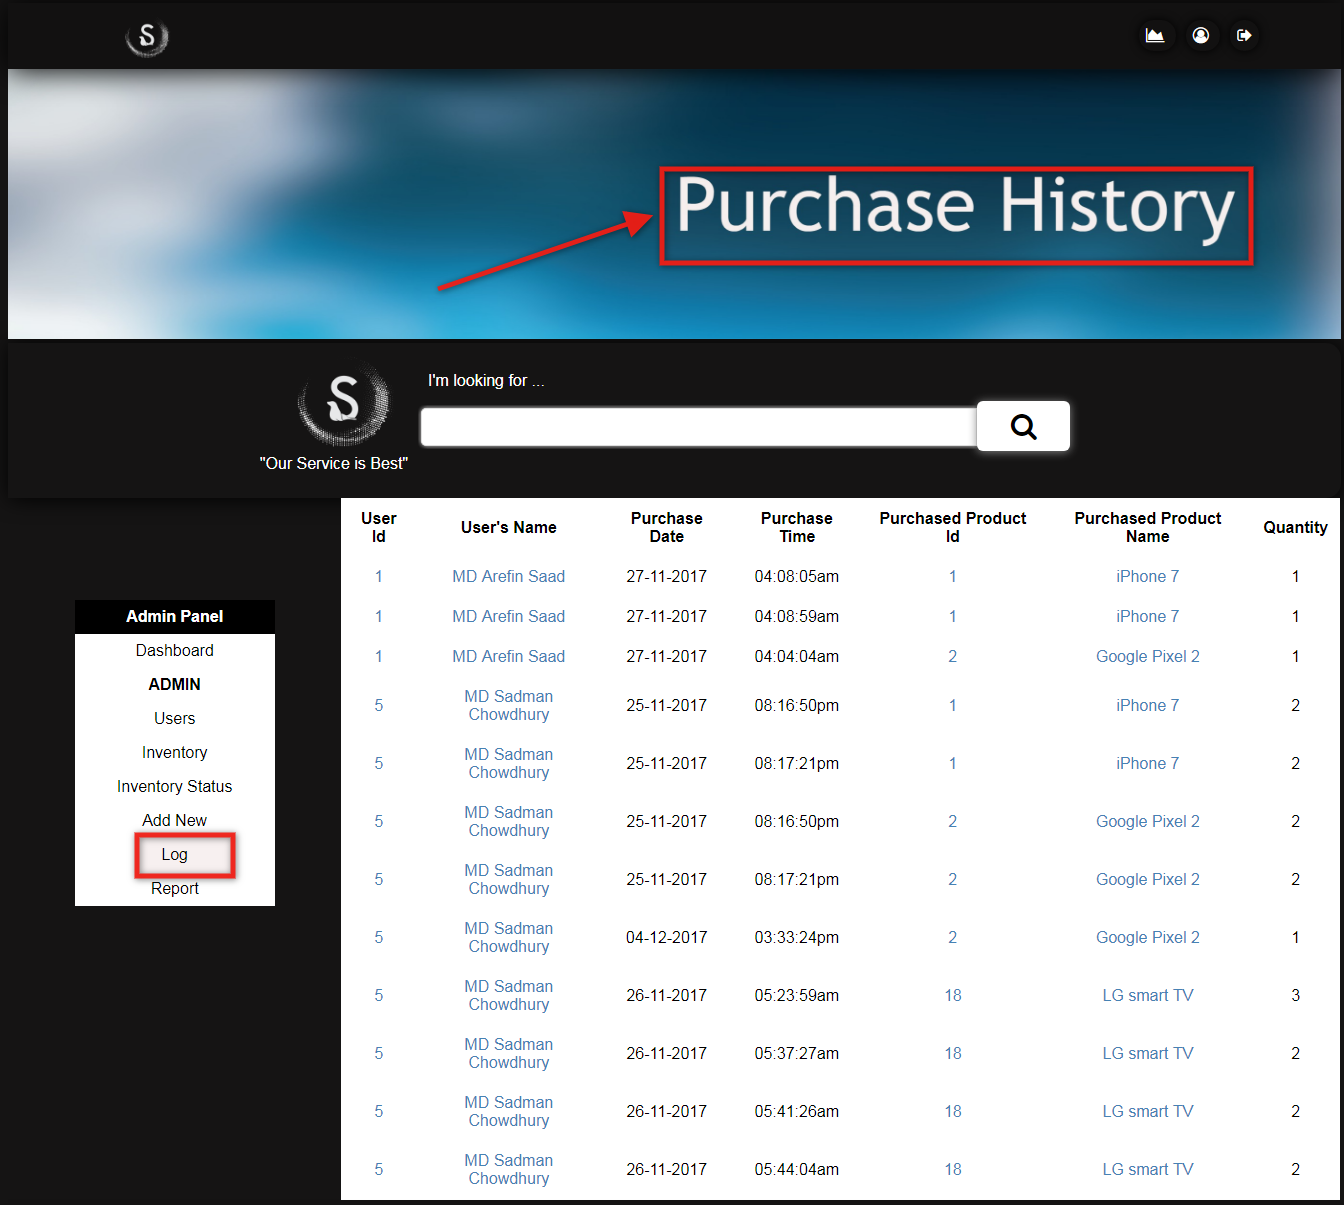 S
Purchase History
S
I'm looking for ...
"Our Service is Best"
User Id User's Name Purchase Date Purchase Time Purchased Product Id Purchased Product Name Quantity
1 MD Arefin Saad 27-11-2017 04:08:05am 1 iPhone 7 1
1 MD Arefin Saad 27-11-2017 04:08:59am 1 iPhone 7 1
1 MD Arefin Saad 27-11-2017 04:04:04am 2 Google Pixel 2 1
5 MD Sadman Chowdhury 25-11-2017 08:16:50pm 1 iPhone 7 2
5 MD Sadman Chowdhury 25-11-2017 08:17:21pm 1 iPhone 7 2
5 MD Sadman Chowdhury 25-11-2017 08:16:50pm 2 Google Pixel 2 2
5 MD Sadman Chowdhury 25-11-2017 08:17:21pm 2 Google Pixel 2 2
5 MD Sadman Chowdhury 04-12-2017 03:33:24pm 2 Google Pixel 2 1
5 MD Sadman Chowdhury 26-11-2017 05:23:59am 18 LG smart TV 3
5 MD Sadman Chowdhury 26-11-2017 05:37:27am 18 LG smart TV 2
5 MD Sadman Chowdhury 26-11-2017 05:41:26am 18 LG smart TV 2
5 MD Sadman Chowdhury 26-11-2017 05:44:04am 18 LG smart TV 2
Admin Panel
Dashboard
ADMIN
Users
Inventory
Inventory Status
Add New
Log
Report